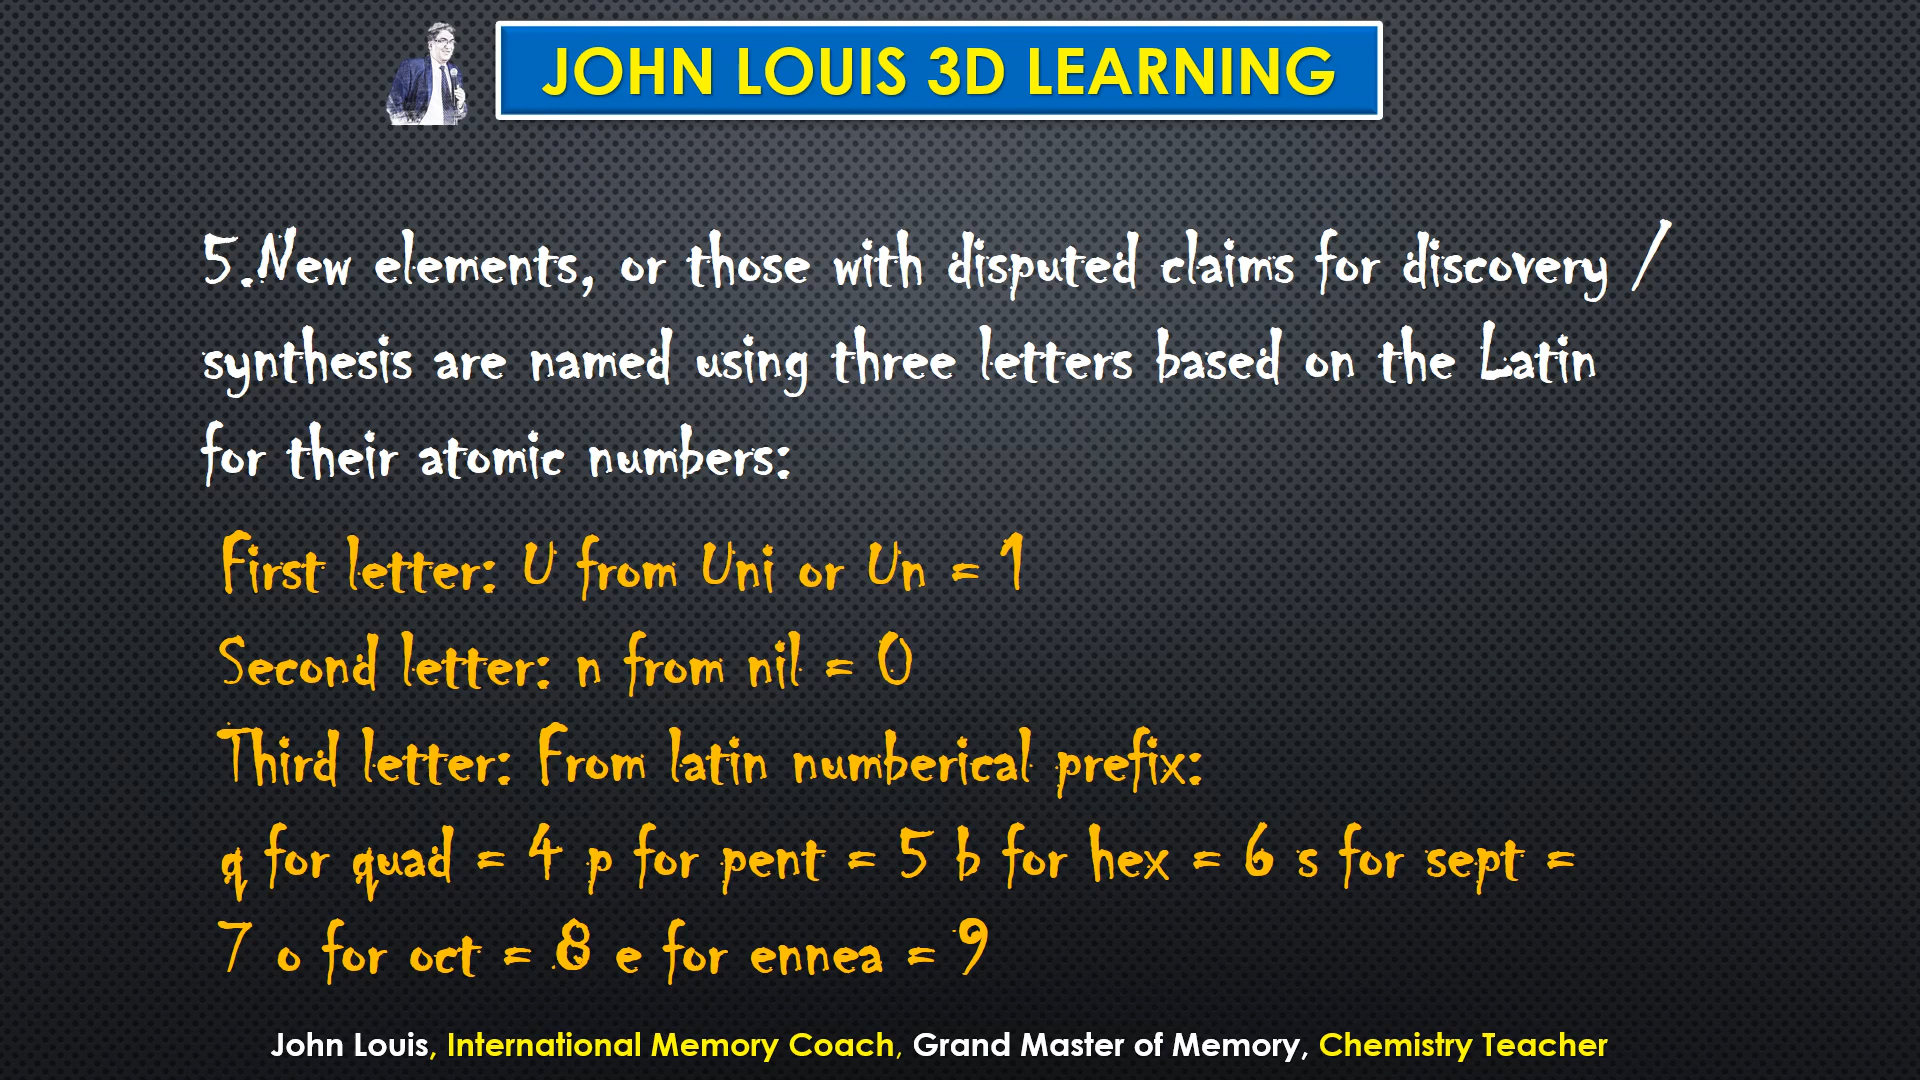 JOHN LOUIS 3D LEARNING
5.New elements, or those with disputed claims for discovery /
synthesis are named using three letters based on the Latin
for their atomic numbers:
First letter: U from Uni or Un = 1
Second letter: n from nil = 0
Third letter: From latin numberical prefix:
q for quad = 4 p for pent = 5 b for hex = 6 s for sept =
7 o for oct = 8 e for ennea = 9
John Louis, International Memory Coach, Grand Master of Memory, Chemistry Teacher